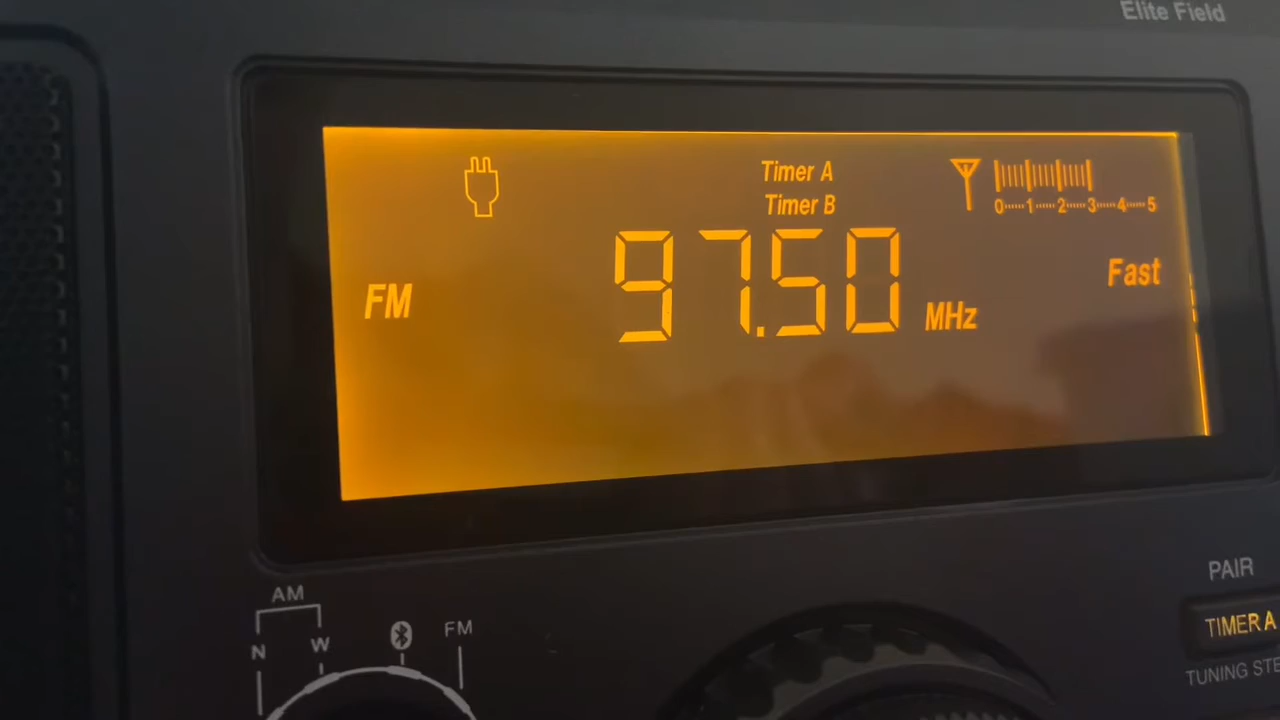 Elite Field
Timer A
Timer B
0 1 2 3 4 5
FM
97.50
MHz
Fast
AM
N
W
FM
PAIR
TIMER A
TUNING STE